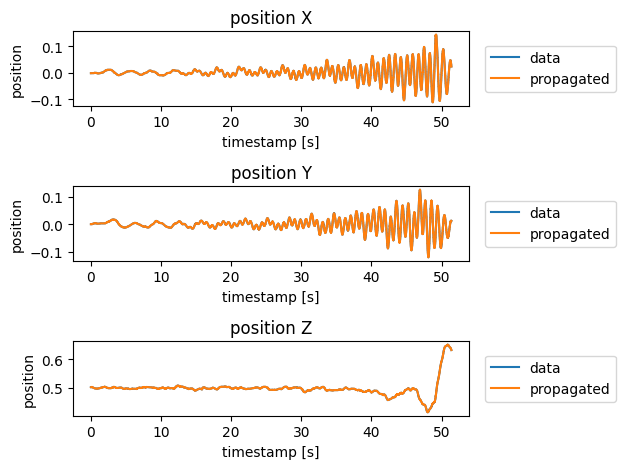 position X
position
0.1
0.0
−0.1
0 10 20 30 40 50
timestamp [s]
data
propagated
position Y
position
0.1
0.0
−0.1
0 10 20 30 40 50
timestamp [s]
data
propagated
position Z
position
0.6
0.5
0 10 20 30 40 50
timestamp [s]
data
propagated